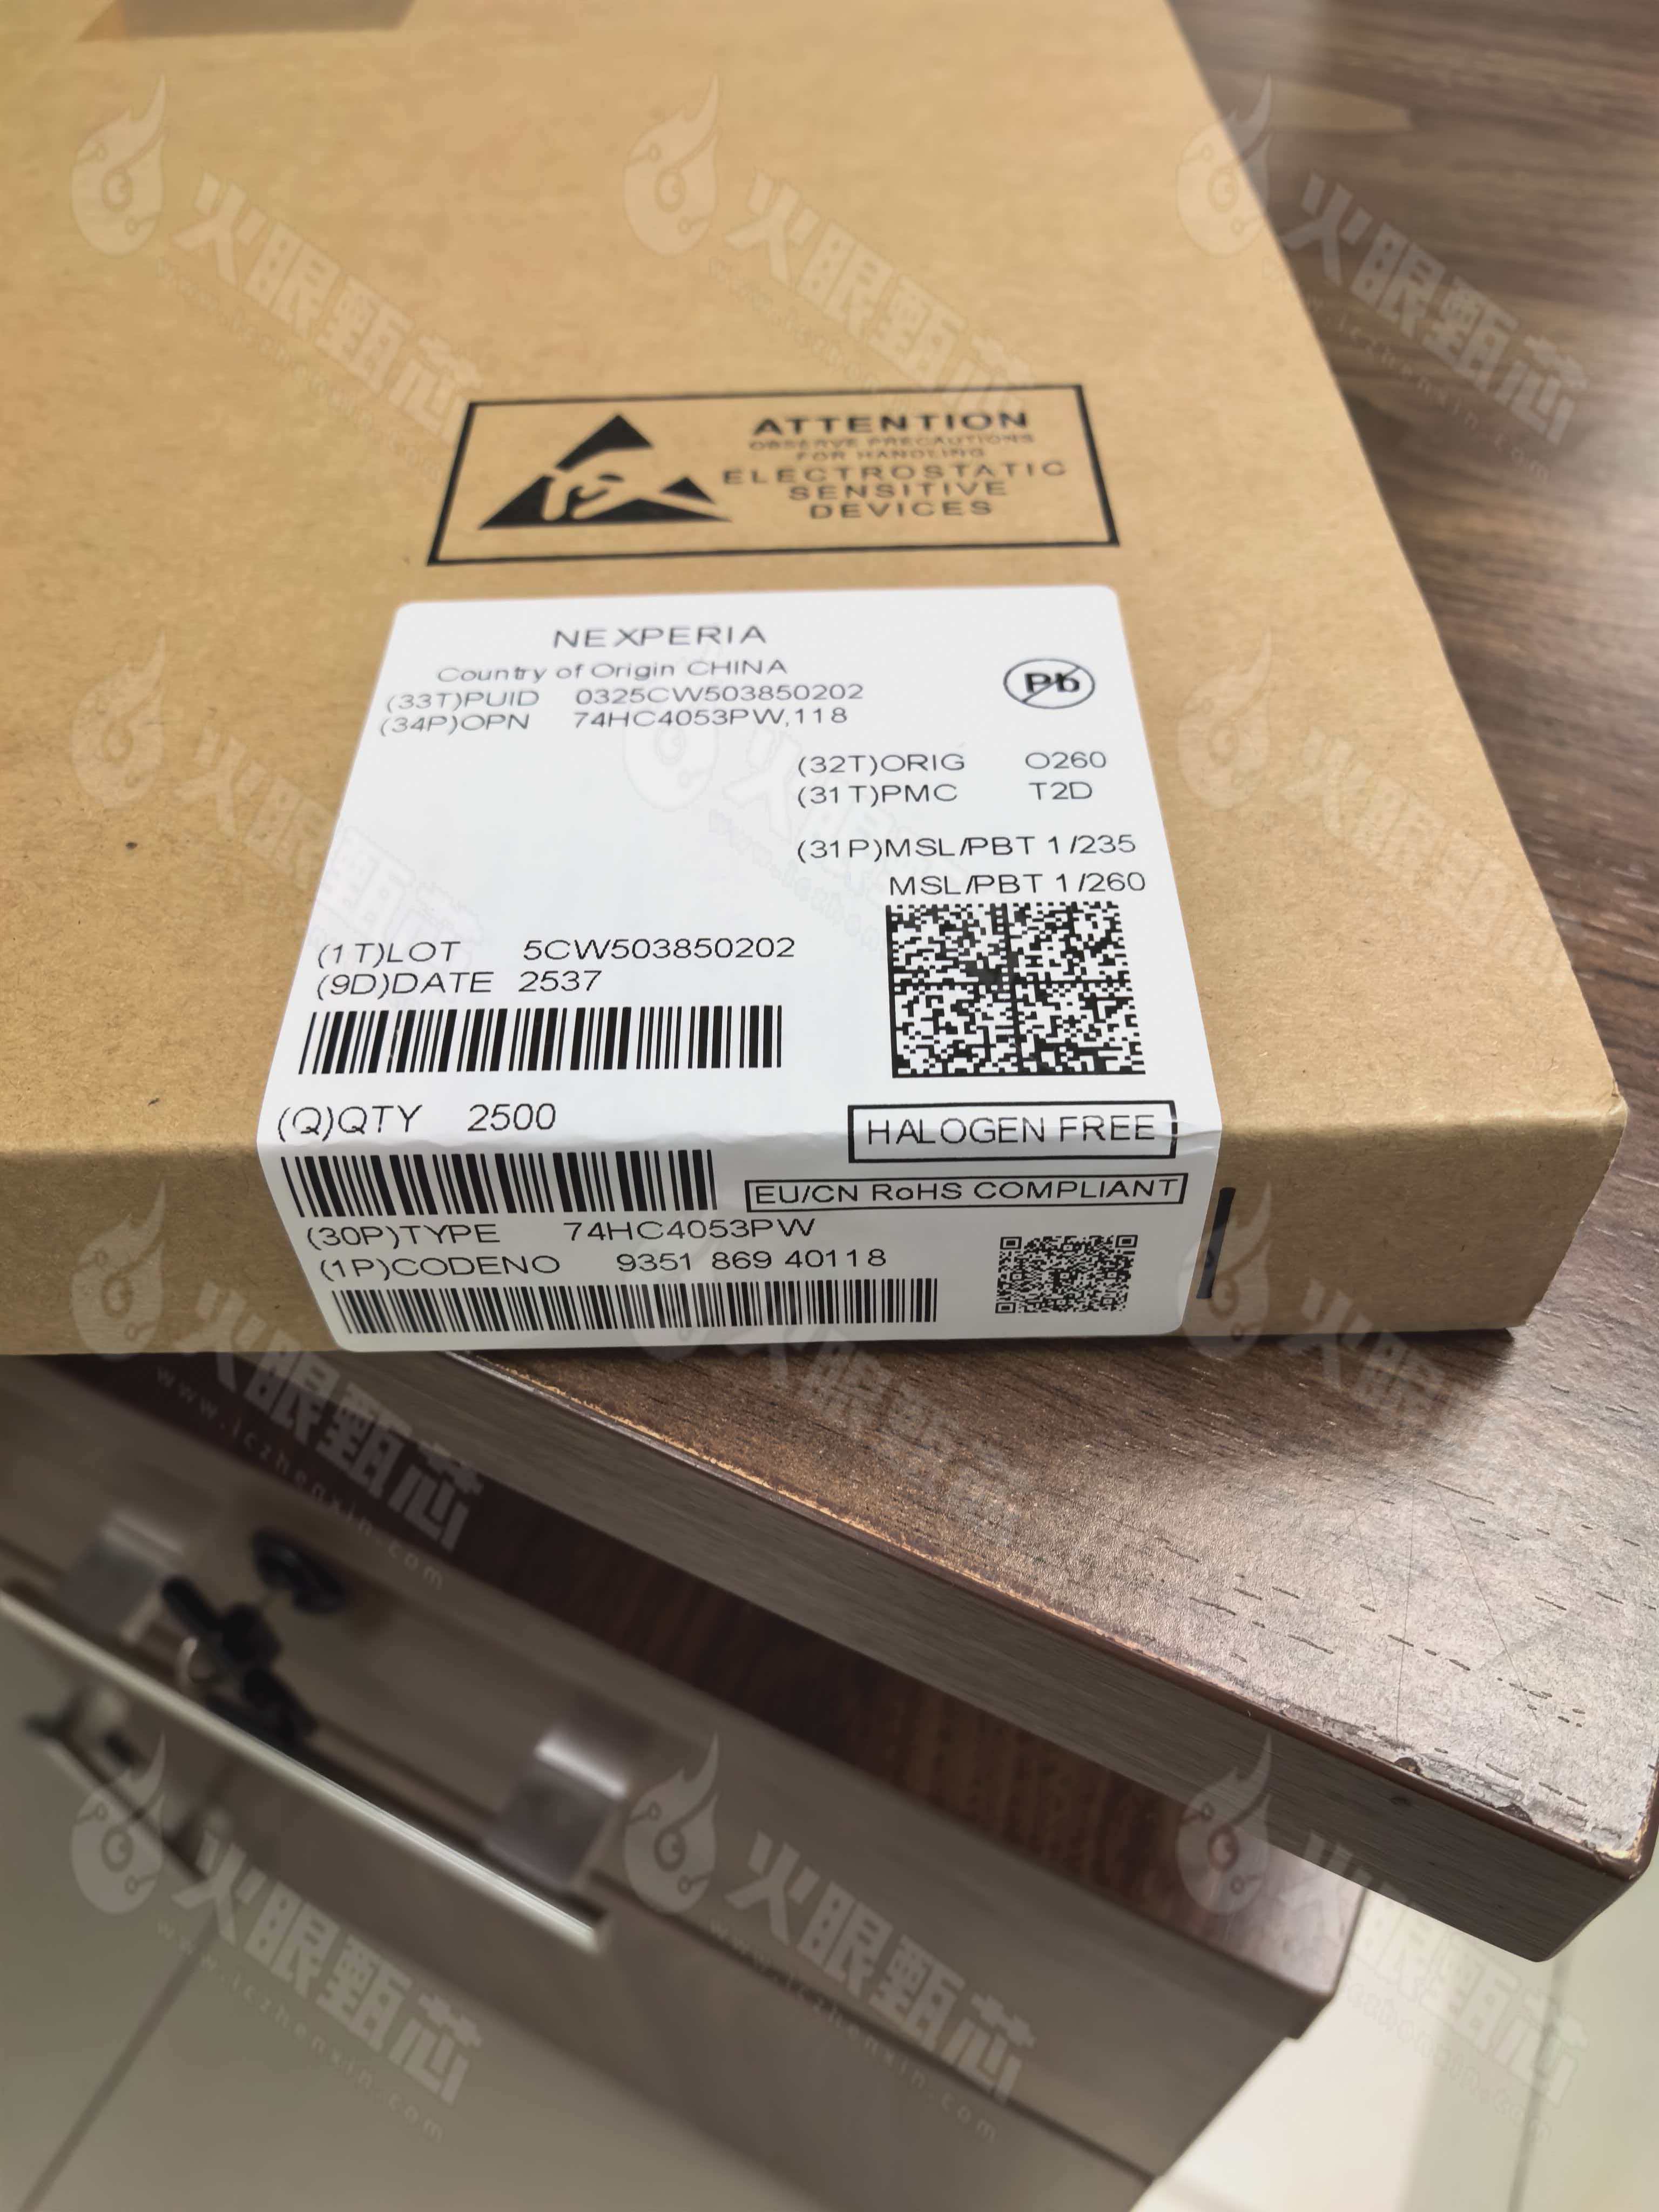 ATTENTION
OBSERVE PRECAUTIONS
FOR HANDLING
ELECTROSTATIC
SENSITIVE
DEVICES
NEXPERIA
Country of Origin CHINA
(33T)PUID 0325CW503850202
(34P)OPN 74HC4053PW,118
Pb
(32T)ORIG O260
(31T)PMC T2D
(31P)MSL/PBT 1/235
MSL/PBT 1/260
(1T)LOT 5CW503850202
(9D)DATE 2537
(Q)QTY 2500
HALOGEN FREE
EU/CN RoHS COMPLIANT
(30P)TYPE 74HC4053PW
(1P)CODENO 9351 869 40118
火眼甄芯
www.iczhenxin.com